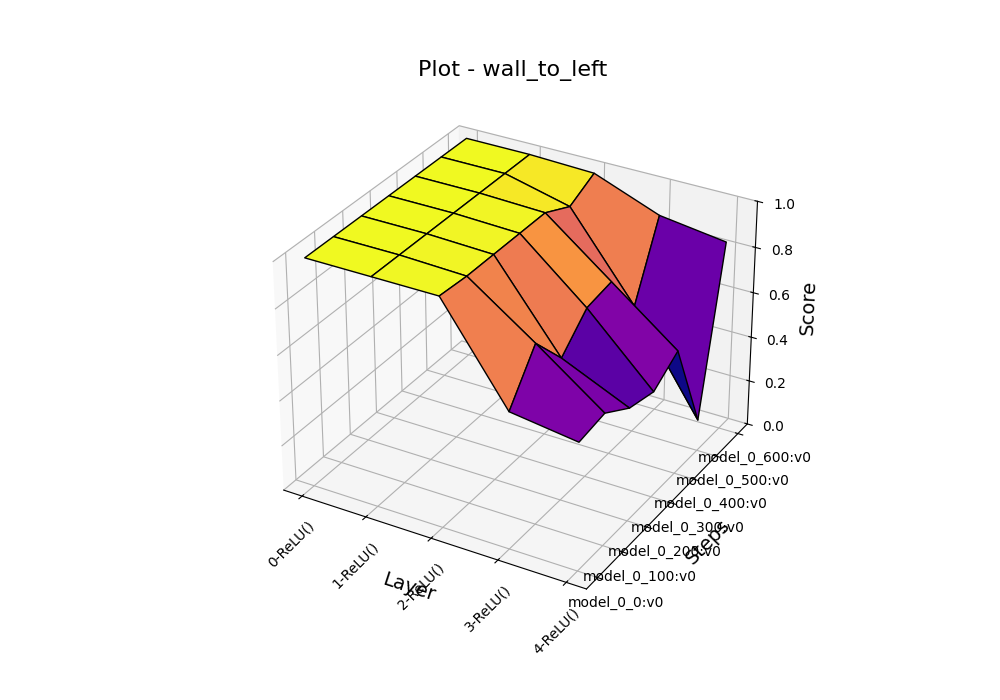 Plot - wall_to_left
1.0
0.8
0.6
0.4
0.2
0.0
Score
model_0_600:v0
model_0_500:v0
model_0_400:v0
model_0_300:v0
model_0_200:v0
model_0_100:v0
model_0_0:v0
Steps
0-ReLU()
1-ReLU()
2-ReLU()
3-ReLU()
4-ReLU()
Layer